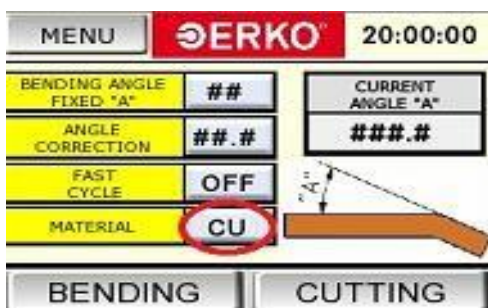 MENU
ERKO
20:00:00
BENDING ANGLE
FIXED "A"
##
CURRENT
ANGLE "A"
###.#
ANGLE
CORRECTION
##.#
FAST
CYCLE
OFF
"A"
MATERIAL
CU
BENDING
CUTTING